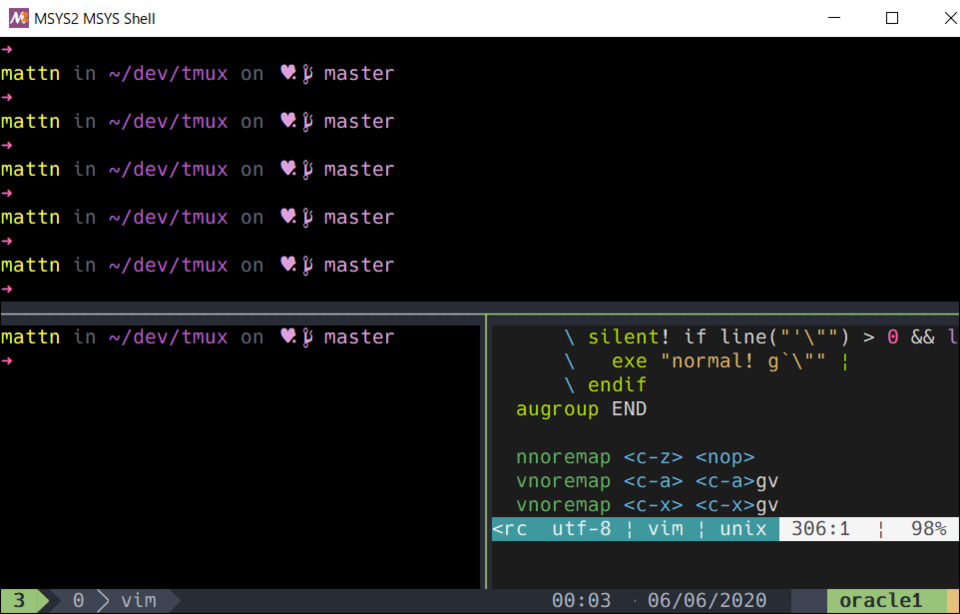 MSYS2 MSYS Shell
➜
mattn in ~/dev/tmux on master
➜
mattn in ~/dev/tmux on master
➜
mattn in ~/dev/tmux on master
➜
mattn in ~/dev/tmux on master
➜
mattn in ~/dev/tmux on master
➜
mattn in ~/dev/tmux on master
➜
\ silent! if line("'\"") > 0 && l
\   exe "normal! g`\"" ¦
\ endif
augroup END
nnoremap <c-z> <nop>
vnoremap <c-a> <c-a>gv
vnoremap <c-x> <c-x>gv
<rc utf-8 ¦ vim ¦ unix 306:1 ¦ 98%
3 0 vim 00:03 · 06/06/2020 oracle1